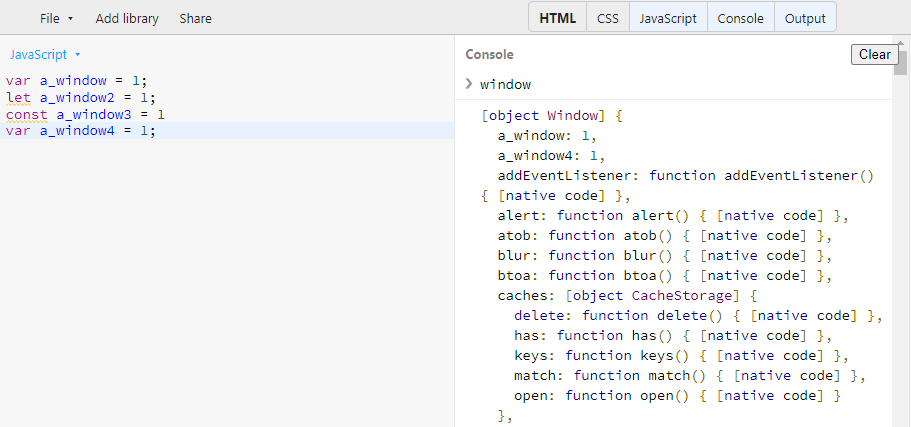 File Add library Share HTML CSS JavaScript Console Output
JavaScript
var a_window = 1;
let a_window2 = 1;
const a_window3 = 1
var a_window4 = 1;
Console Clear
> window
[object Window] {
a_window: 1,
a_window4: 1,
addEventListener: function addEventListener()
{ [native code] },
alert: function alert() { [native code] },
atob: function atob() { [native code] },
blur: function blur() { [native code] },
btoa: function btoa() { [native code] },
caches: [object CacheStorage] {
delete: function delete() { [native code] },
has: function has() { [native code] },
keys: function keys() { [native code] },
match: function match() { [native code] },
open: function open() { [native code] }
},